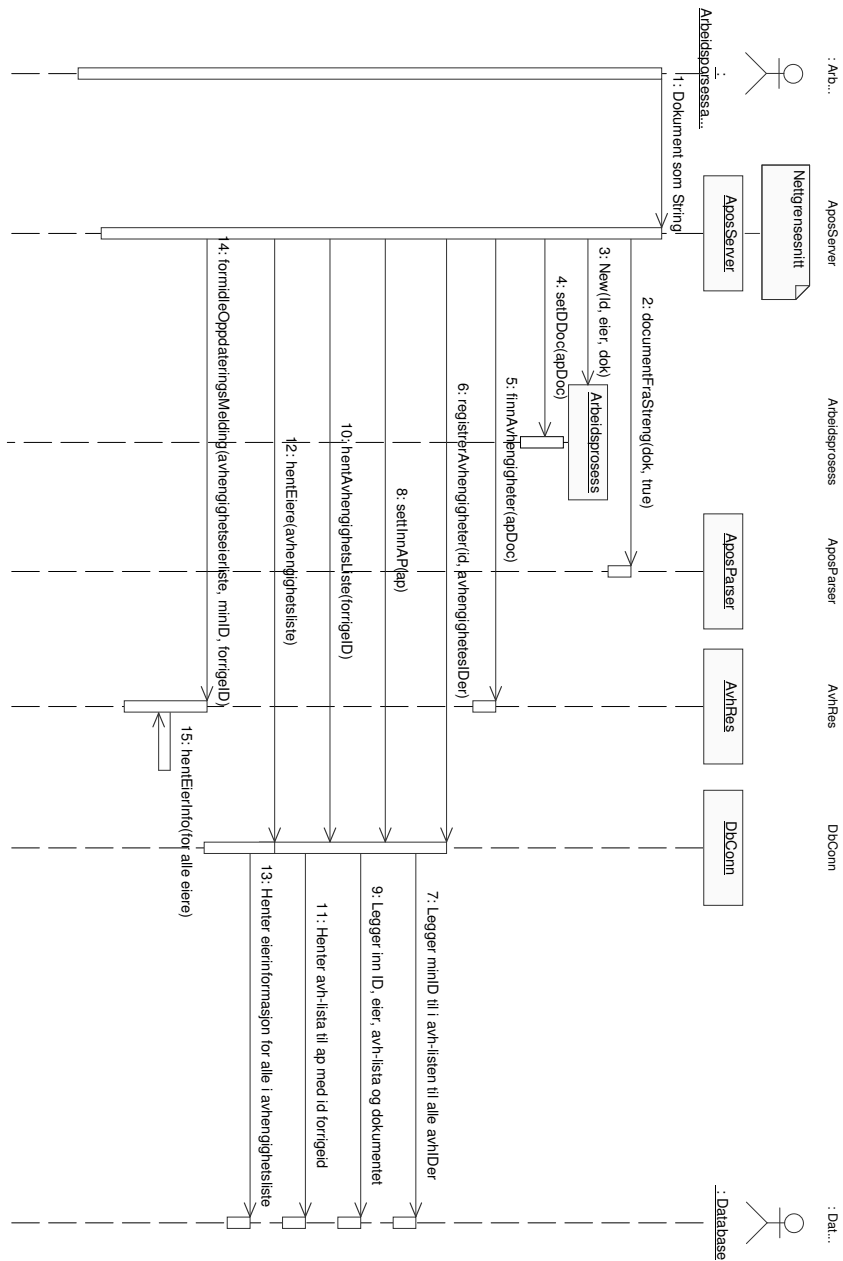 : Arb...
AposServer
Arbeidsprosess
AposParser
AvhRes
DbConn
: Dat...
Nettgrensesnitt
:
Arbeidsporsessa...
AposServer
AposParser
AvhRes
DbConn
: Database
1: Dokument som String
2: documentFraStreng(dok, true)
3: New(Id, eier, dok)
Arbeidsprosess
4: setDDoc(apDoc)
5: finnAvhengigheter(apDoc)
6: registrerAvhengigheter(id, avhengighetesIDer)
7: Legger minID til i avh-listen til alle avhIDer
8: settInnAP(ap)
9: Legger inn ID, eier, avh-lista og dokumentet
10: hentAvhengighetsListe(forrigeID)
11: Henter avh-lista til ap med id forrigeid
12: hentEiere(avhengighetsliste)
13: Henter eierinformasjon for alle i avhengighetsliste
14: formidleOppdateringsMelding(avhengighetseierliste, minID, forrigeID)
15: hentEierInfo(for alle eiere)